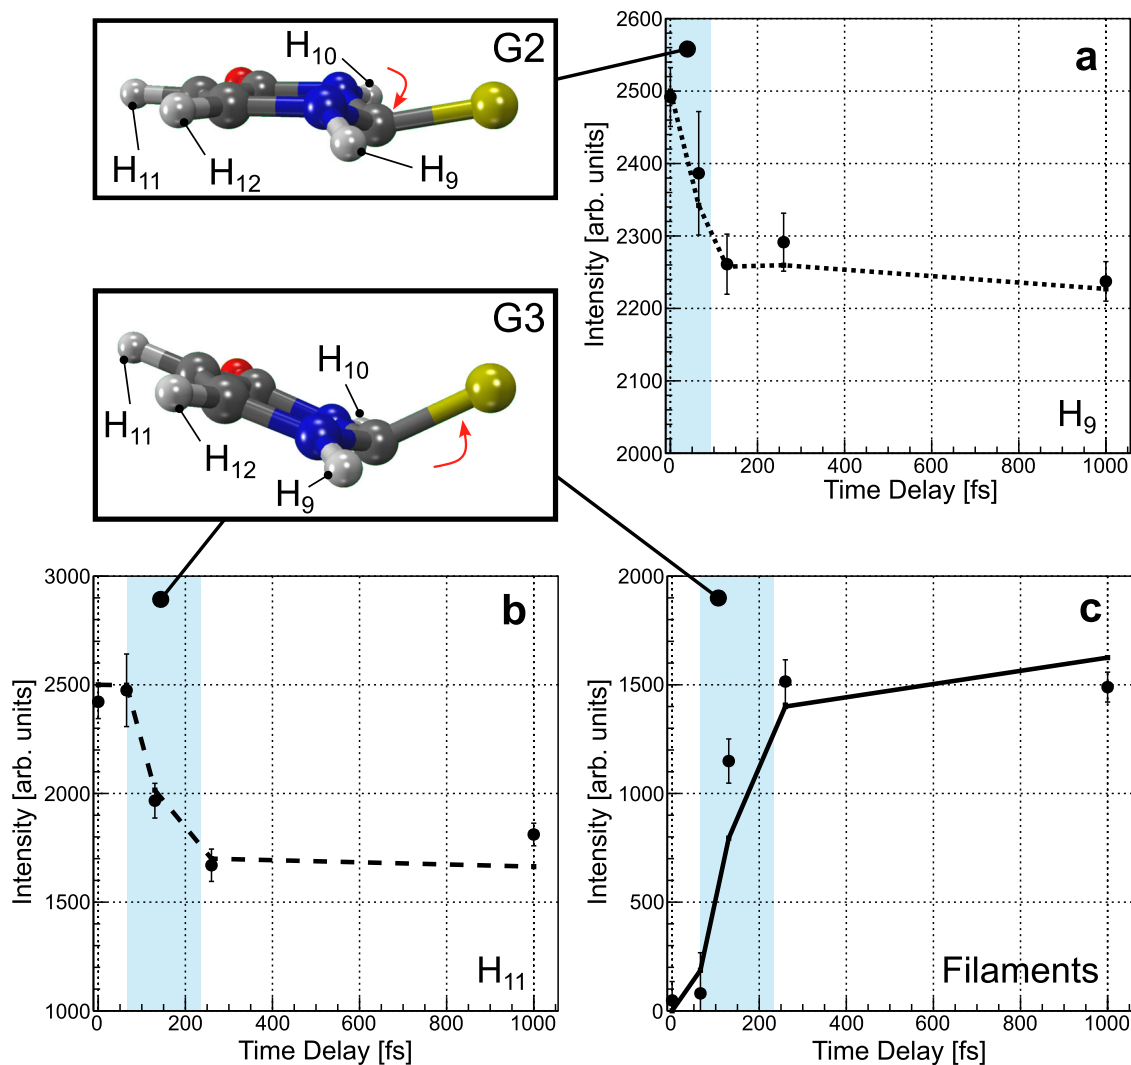 G2
H10
H11
H12
H9
G3
H10
H11
H12
H9
a
Intensity [arb. units]
2600
2500
2400
2300
2200
2100
2000
H9
0 200 400 600 800 1000
Time Delay [fs]
b
Intensity [arb. units]
3000
2500
2000
1500
1000
H11
0 200 400 600 800 1000
Time Delay [fs]
c
Intensity [arb. units]
2000
1500
1000
500
0
Filaments
0 200 400 600 800 1000
Time Delay [fs]